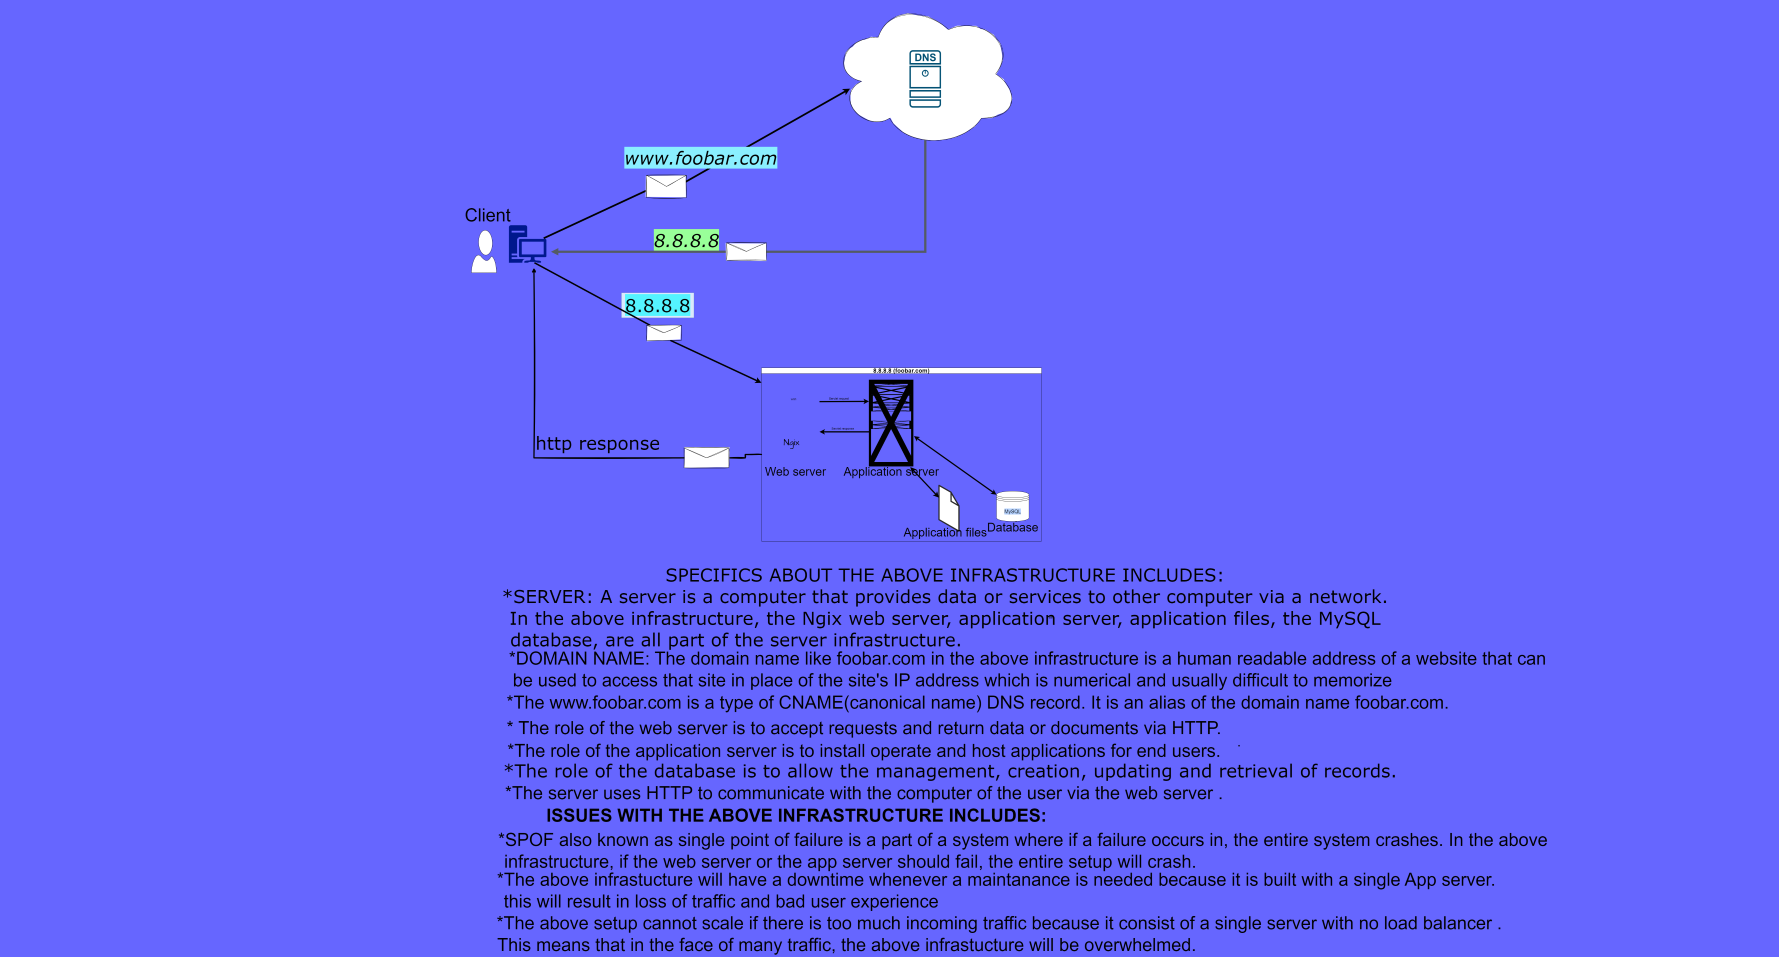 DNS
www.foobar.com
Client
8.8.8.8
8.8.8.8
8.8.8.8 (foobar.com)
http response
Ngix
Web server
Application server
MySQL
Application files
Database
SPECIFICS ABOUT THE ABOVE INFRASTRUCTURE INCLUDES:
*SERVER: A server is a computer that provides data or services to other computer via a network.
In the above infrastructure, the Ngix web server, application server, application files, the MySQL
database, are all part of the server infrastructure.
*DOMAIN NAME: The domain name like foobar.com in the above infrastructure is a human readable address of a website that can
be used to access that site in place of the site's IP address which is numerical and usually difficult to memorize
*The www.foobar.com is a type of CNAME(canonical name) DNS record. It is an alias of the domain name foobar.com.
* The role of the web server is to accept requests and return data or documents via HTTP.
*The role of the application server is to install operate and host applications for end users.
*The role of the database is to allow the management, creation, updating and retrieval of records.
*The server uses HTTP to communicate with the computer of the user via the web server .
ISSUES WITH THE ABOVE INFRASTRUCTURE INCLUDES:
*SPOF also known as single point of failure is a part of a system where if a failure occurs in, the entire system crashes. In the above
infrastructure, if the web server or the app server should fail, the entire setup will crash.
*The above infrastucture will have a downtime whenever a maintanance is needed because it is built with a single App server.
this will result in loss of traffic and bad user experience
*The above setup cannot scale if there is too much incoming traffic because it consist of a single server with no load balancer .
This means that in the face of many traffic, the above infrastucture will be overwhelmed.